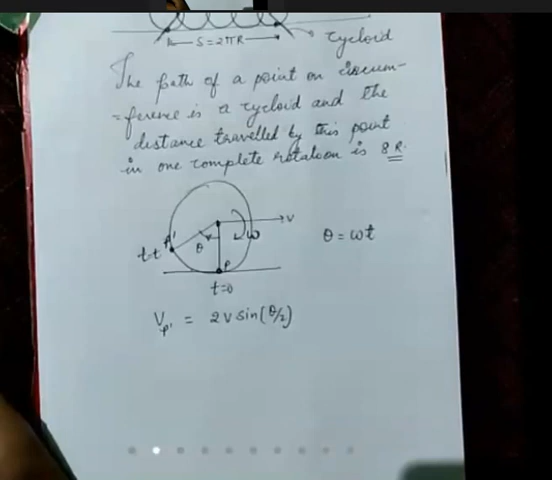 S = 2πR
Cycloid
The path of a point on circum-
-ference is a cycloid and the
distance travelled by this point
in one complete rotation is 8R.
v
P'
θ
ω
θ = ωt
t=t
P
t=0
Vp' = 2v sin(θ/2)